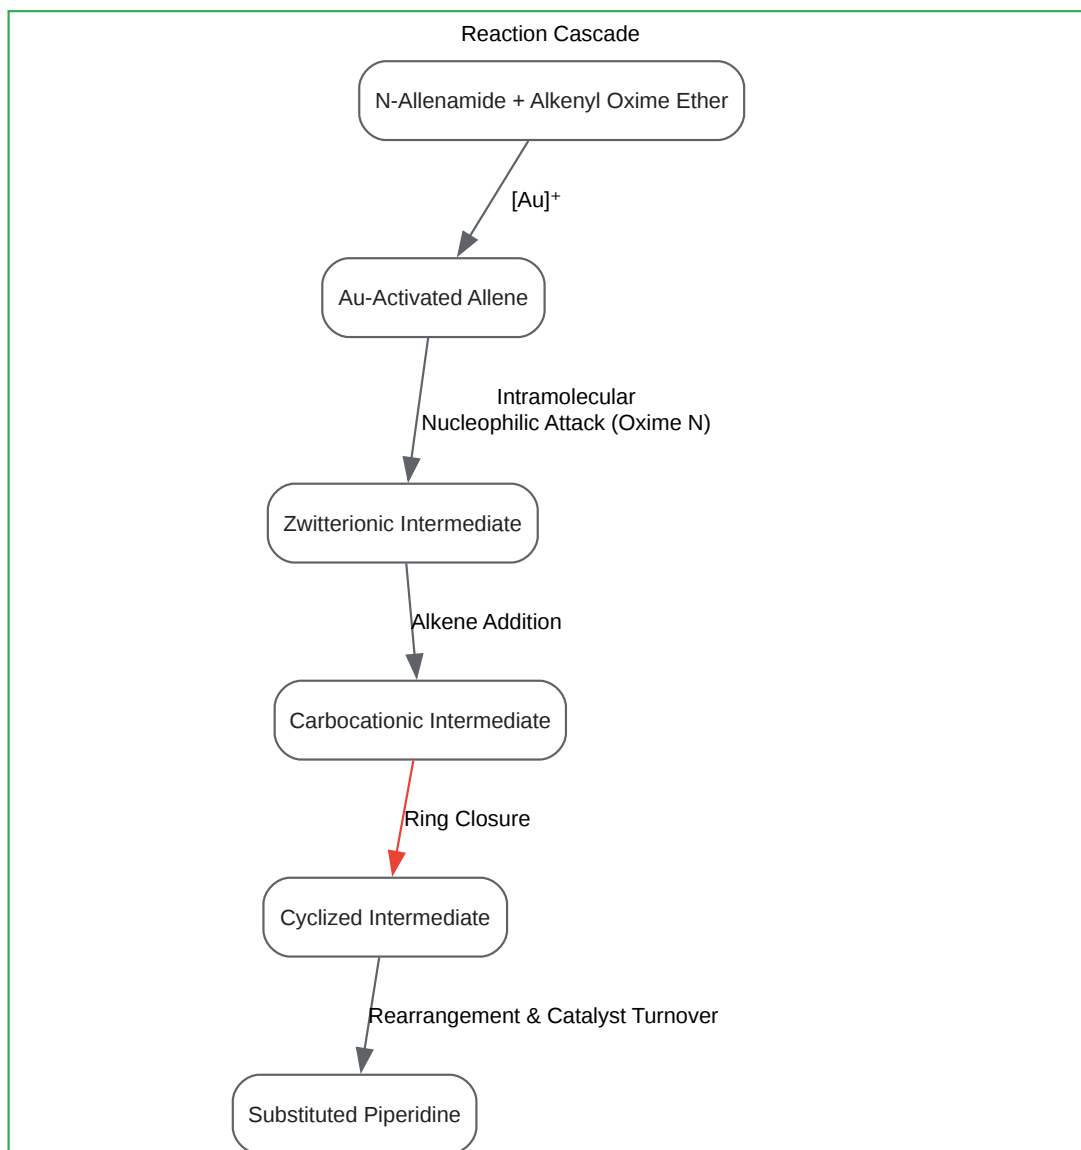 Reaction Cascade
N-Allenamide + Alkenyl Oxime Ether
[Au]⁺
Au-Activated Allene
Intramolecular
Nucleophilic Attack (Oxime N)
Zwitterionic Intermediate
Alkene Addition
Carbocationic Intermediate
Ring Closure
Cyclized Intermediate
Rearrangement & Catalyst Turnover
Substituted Piperidine